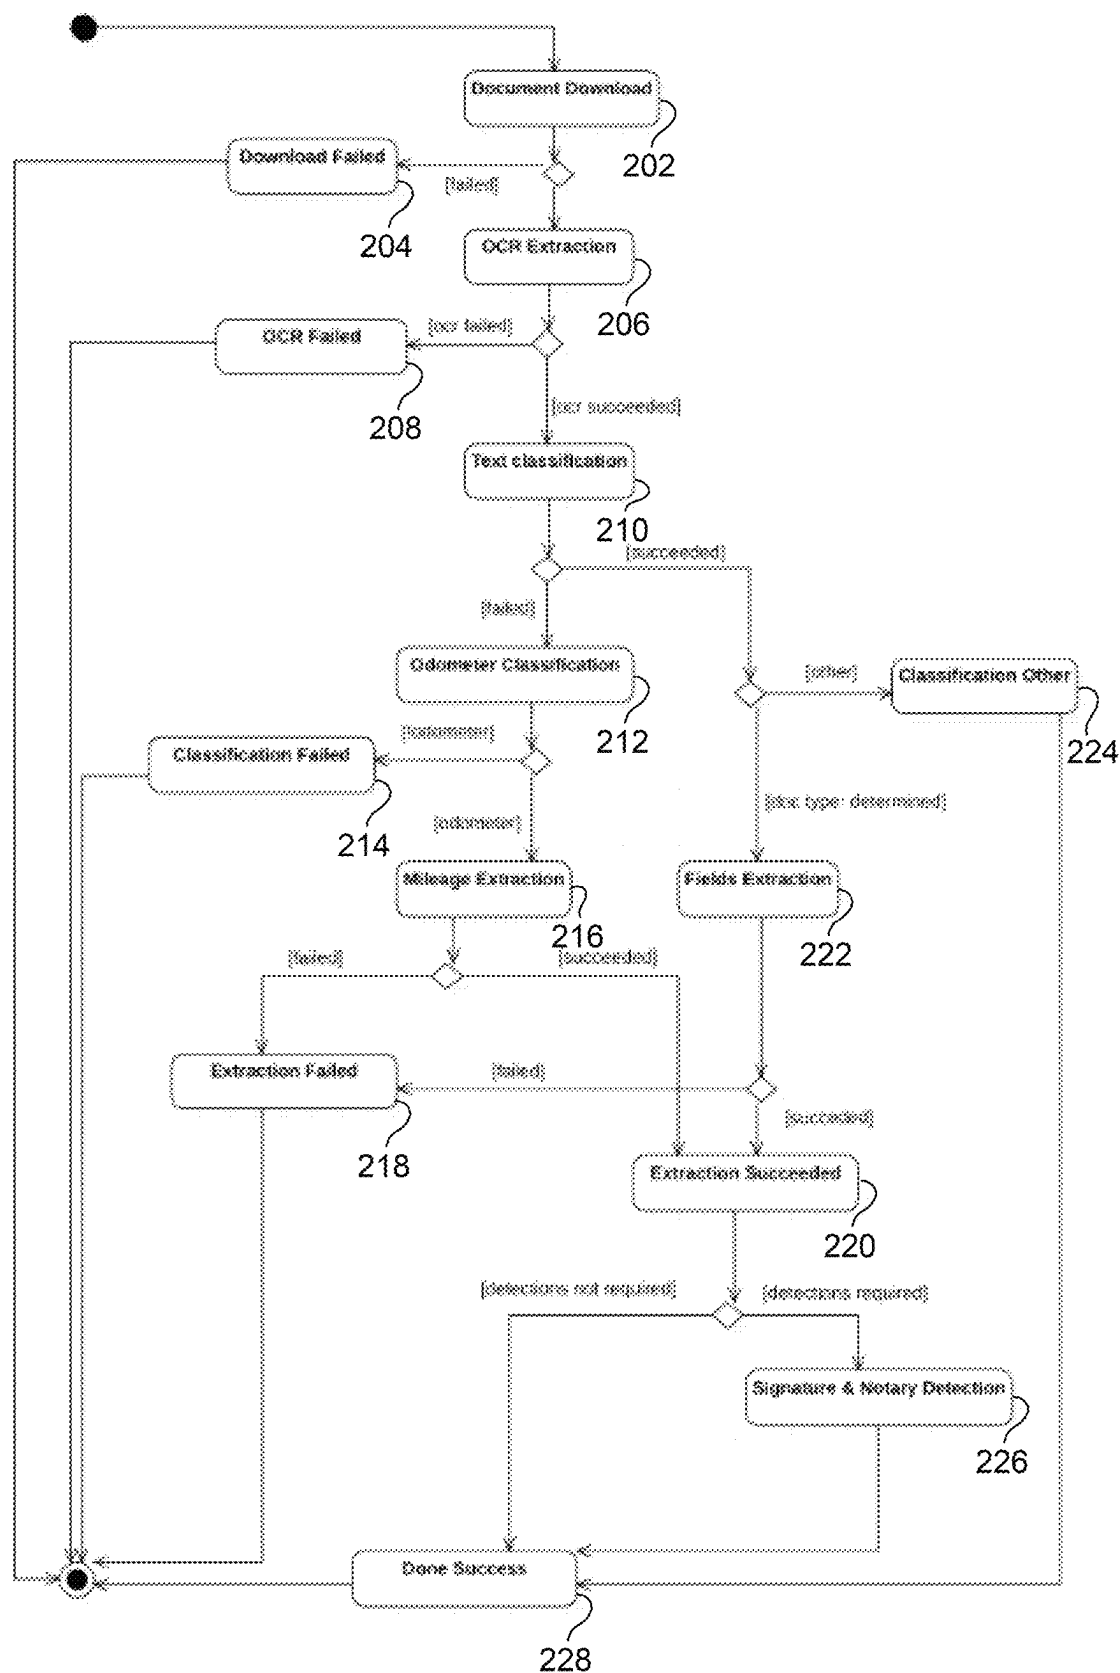 Document Download
202
Download Failed
[failed]
204
OCR Extraction
206
[ocr failed]
OCR Failed
208
[ocr succeeded]
Text classification
210
[succeeded]
[failed]
Odometer Classification
212
[other]
Classification Other
224
[!odometer]
Classification Failed
214
[doc type: determined]
[odometer]
Mileage Extraction
216
Fields Extraction
222
[failed]
[succeeded]
Extraction Failed
218
[failed]
[succeeded]
Extraction Succeeded
220
[detections not required]
[detections required]
Signature & Notary Detection
226
Done Success
228